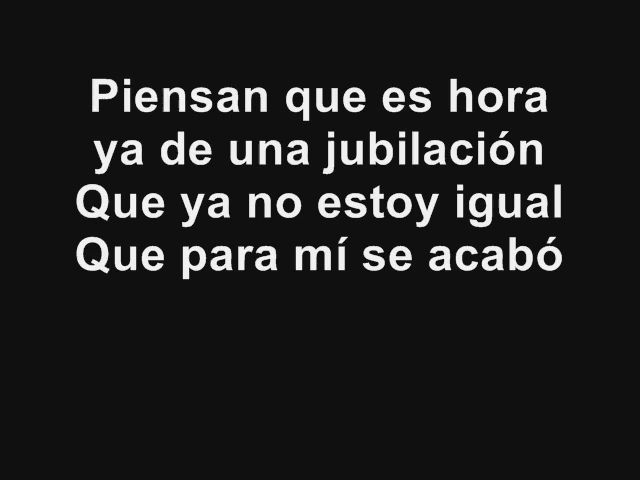 Piensan que es hora
ya de una jubilación
Que ya no estoy igual
Que para mí se acabó